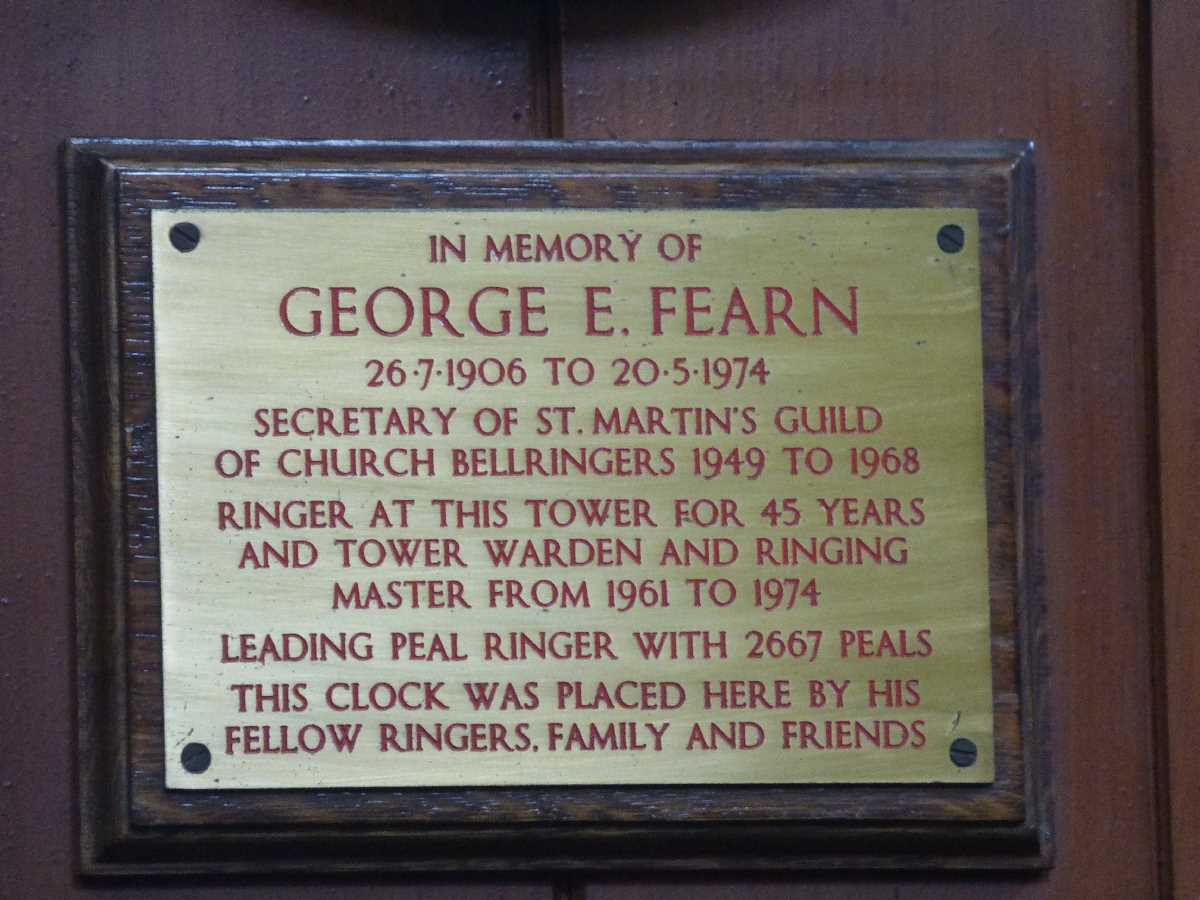 IN MEMORY OF
GEORGE E. FEARN
26·7·1906 TO 20·5·1974
SECRETARY OF ST. MARTIN'S GUILD
OF CHURCH BELLRINGERS 1949 TO 1968
RINGER AT THIS TOWER FOR 45 YEARS
AND TOWER WARDEN AND RINGING
MASTER FROM 1961 TO 1974
LEADING PEAL RINGER WITH 2667 PEALS
THIS CLOCK WAS PLACED HERE BY HIS
FELLOW RINGERS, FAMILY AND FRIENDS